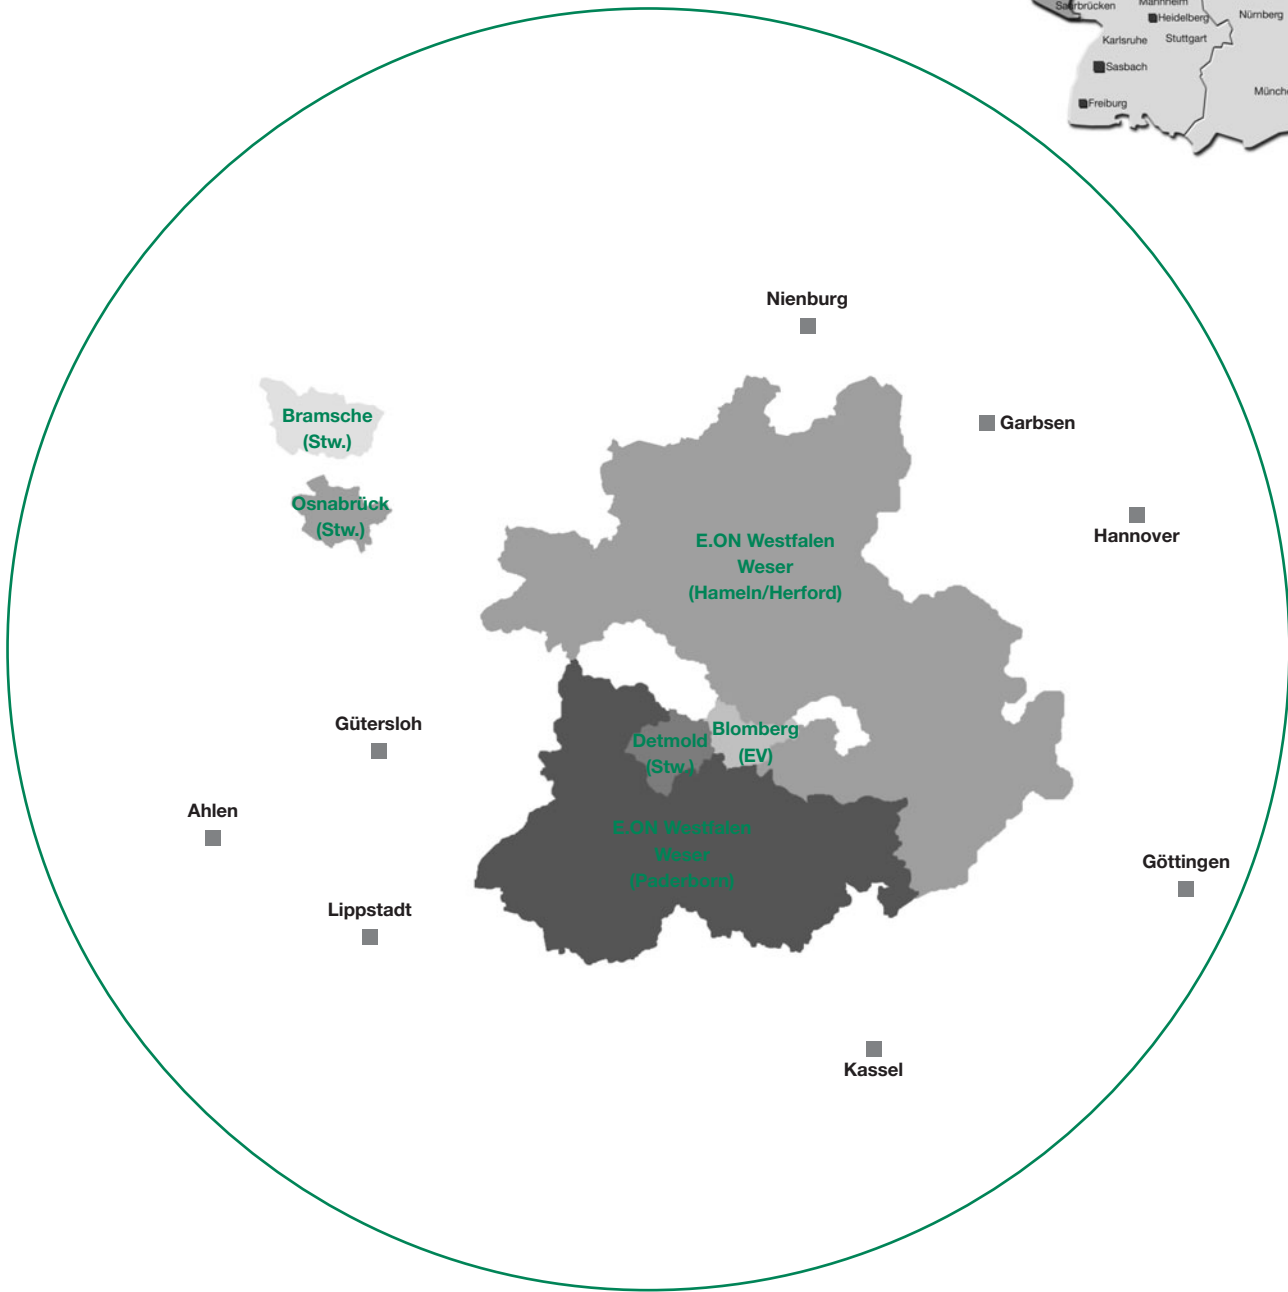 Saarbrücken
Mannheim
Heidelberg
Nürnberg
Karlsruhe
Stuttgart
Sasbach
Freiburg
Nienburg
Bramsche
(Stw.)
Garbsen
Osnabrück
(Stw.)
Hannover
E.ON Westfalen
Weser
(Hameln/Herford)
Gütersloh
Detmold
(Stw.)
Blomberg
(EV)
Ahlen
E.ON Westfalen
Weser
(Paderborn)
Göttingen
Lippstadt
Kassel